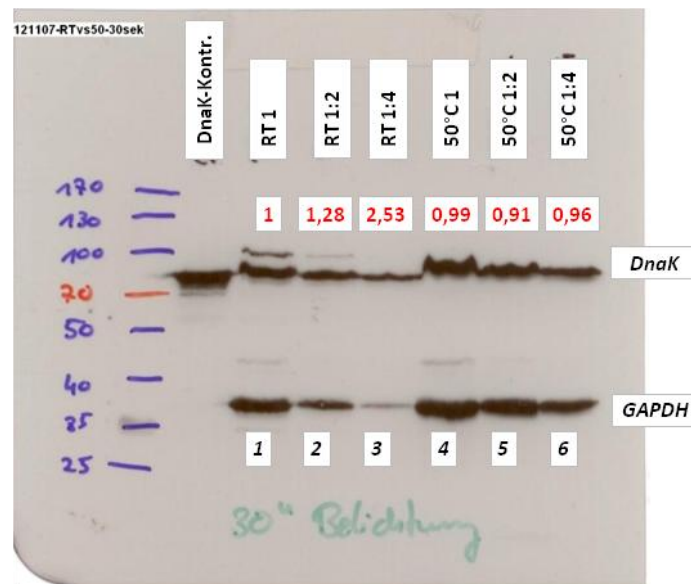 121107-RTvs50-30sek
DnaK-Kontr.
RT 1
RT 1:2
RT 1:4
50°C 1
50°C 1:2
50°C 1:4
170
130
100
70
50
40
35
25
1
1,28
2,53
0,99
0,91
0,96
DnaK
GAPDH
1
2
3
4
5
6
30" Belichtung